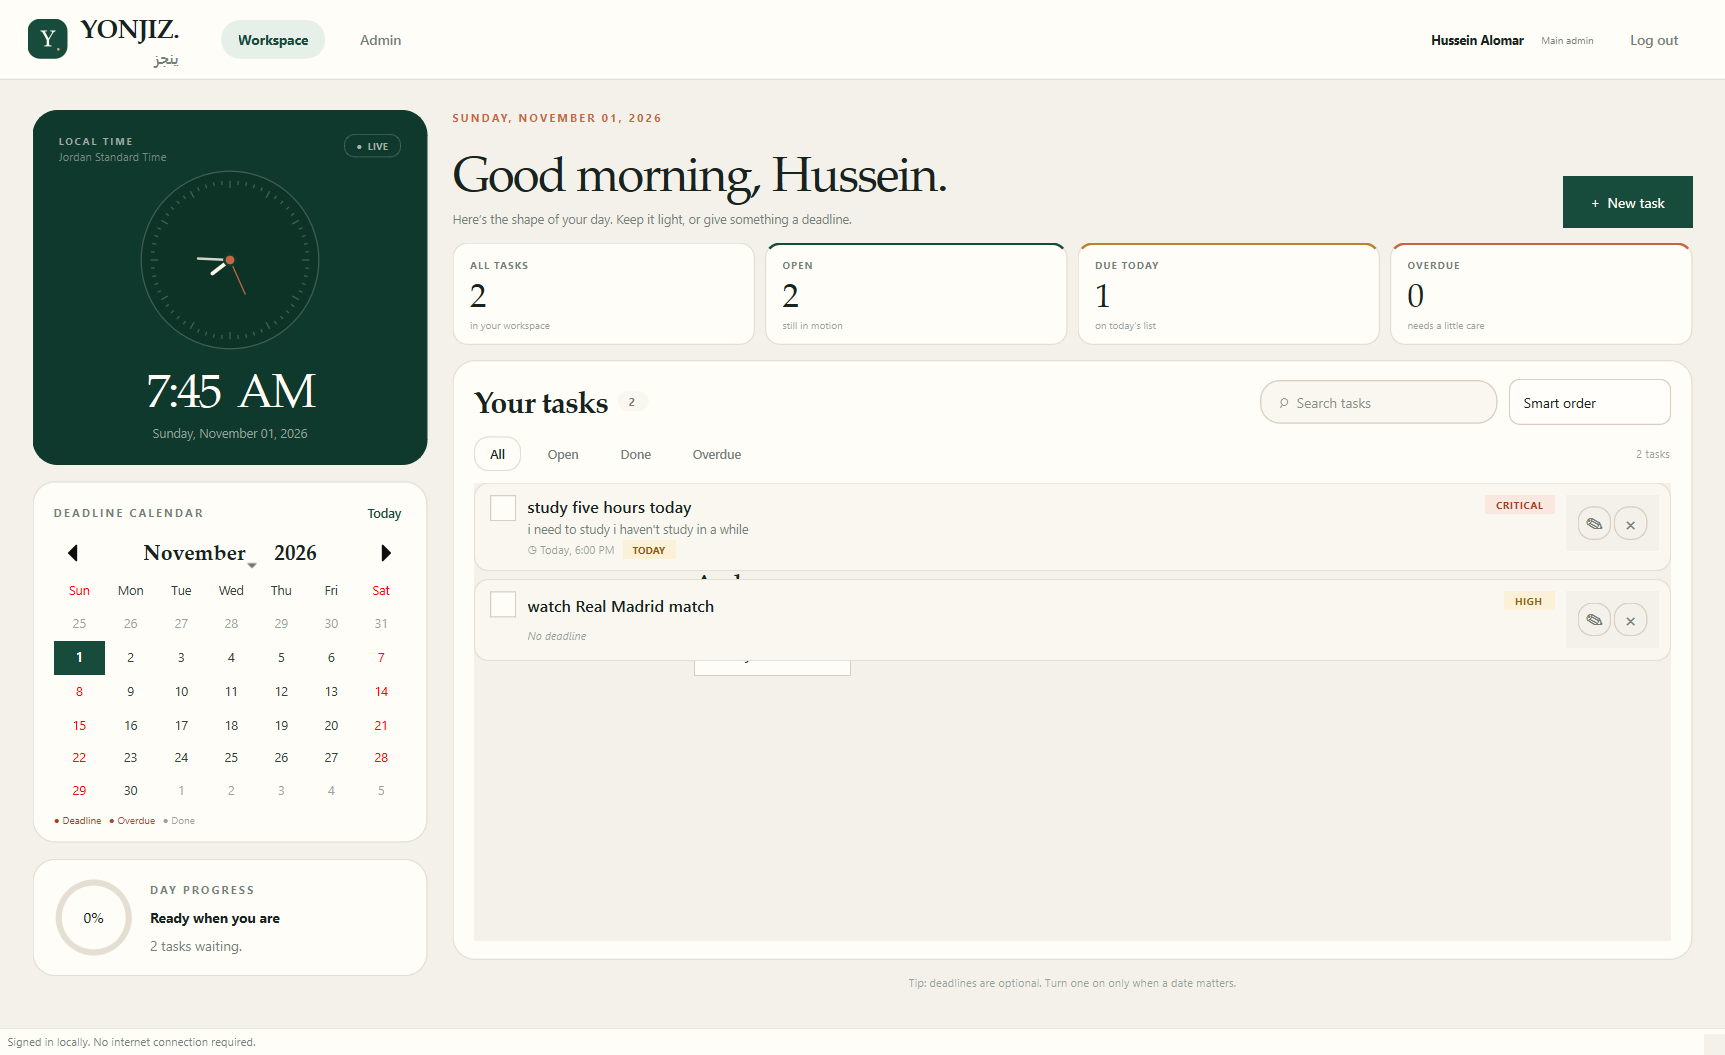 Y.
YONJIZ.
ينجز
Workspace
Admin
Hussein Alomar
Main admin
Log out
LOCAL TIME
Jordan Standard Time
LIVE
7:45 AM
Sunday, November 01, 2026
DEADLINE CALENDAR
Today
November 2026
Sun Mon Tue Wed Thu Fri Sat
25 26 27 28 29 30 31
1 2 3 4 5 6 7
8 9 10 11 12 13 14
15 16 17 18 19 20 21
22 23 24 25 26 27 28
29 30 1 2 3 4 5
• Deadline • Overdue • Done
0%
DAY PROGRESS
Ready when you are
2 tasks waiting.
SUNDAY, NOVEMBER 01, 2026
Good morning, Hussein.
Here's the shape of your day. Keep it light, or give something a deadline.
+ New task
ALL TASKS
2
in your workspace
OPEN
2
still in motion
DUE TODAY
1
on today's list
OVERDUE
0
needs a little care
Your tasks
2
Search tasks
Smart order
All
Open
Done
Overdue
2 tasks
study five hours today
i need to study i haven't study in a while
Today, 6:00 PM
TODAY
CRITICAL
watch Real Madrid match
No deadline
HIGH
Tip: deadlines are optional. Turn one on only when a date matters.
Signed in locally. No internet connection required.